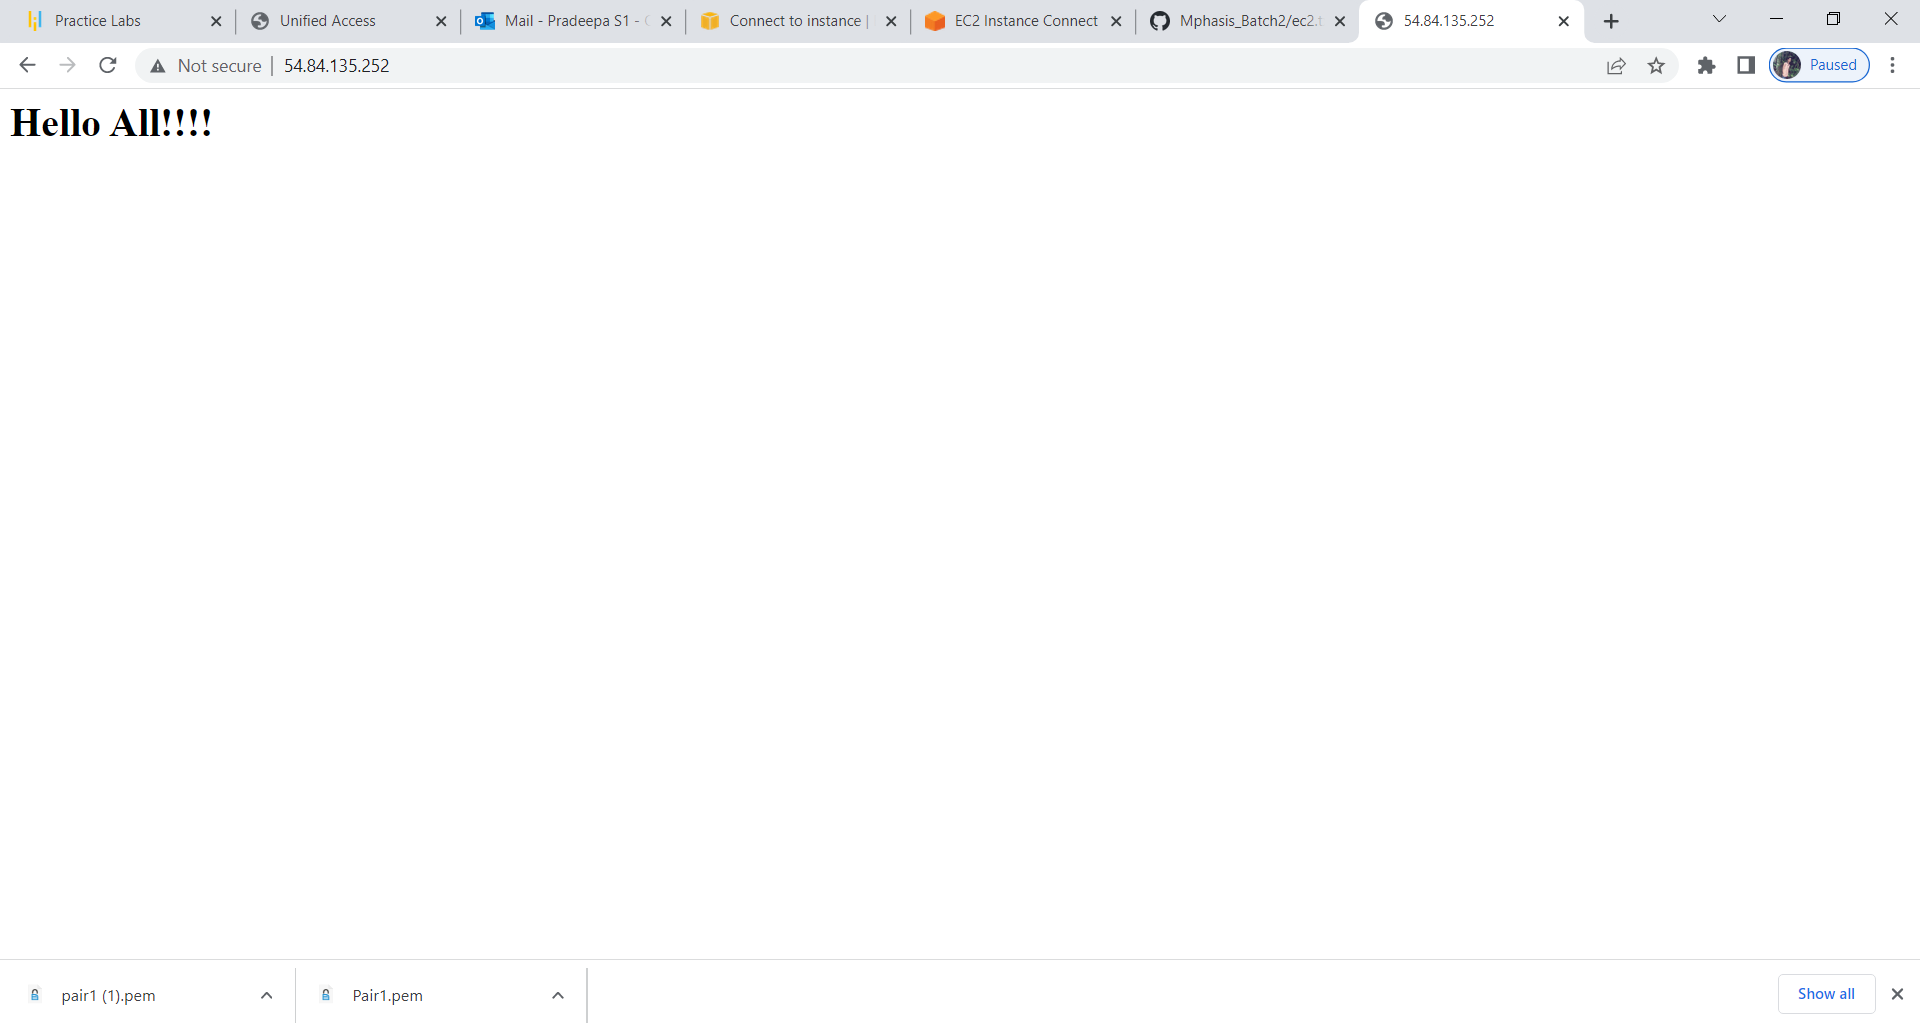 Practice Labs
Unified Access
Mail - Pradeepa S1 -
Connect to instance |
EC2 Instance Connect
Mphasis_Batch2/ec2.t
54.84.135.252
Not secure | 54.84.135.252
Paused
Hello All!!!!
pair1 (1).pem
Pair1.pem
Show all